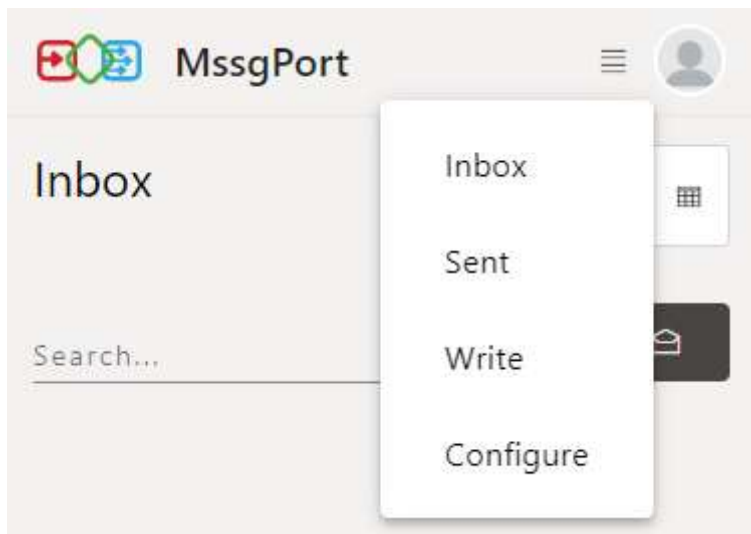 MssgPort
Inbox
Search...
Inbox
Sent
Write
Configure